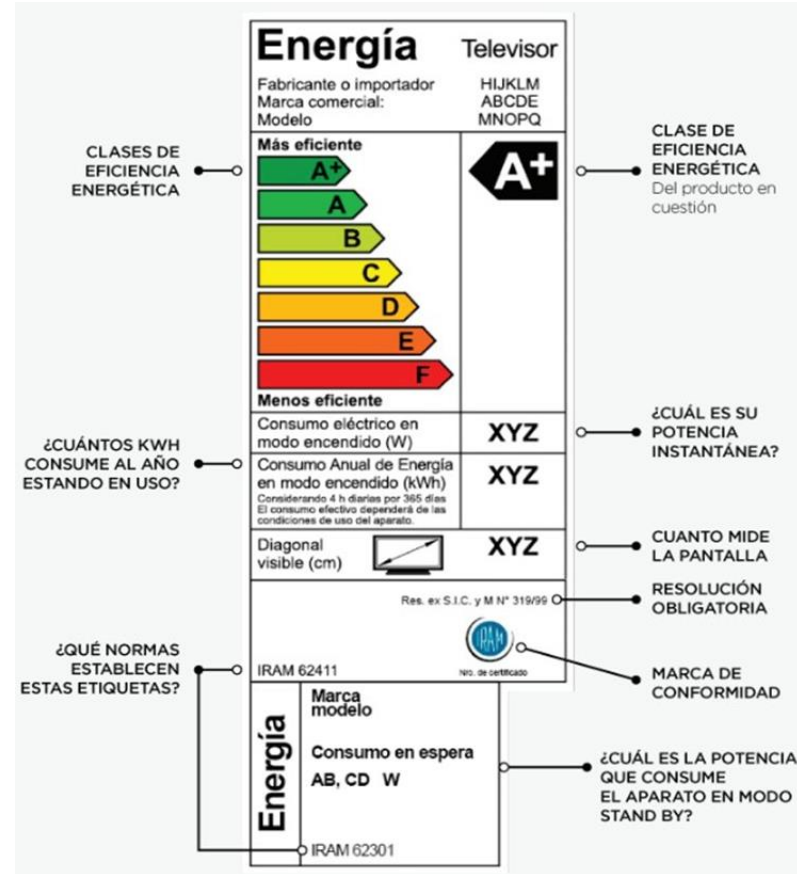 Energía Televisor
Fabricante o importador HIJKLM
Marca comercial: ABCDE
Modelo MNOPQ
CLASES DE
EFICIENCIA
ENERGÉTICA
Más eficiente
A+
A
B
C
D
E
F
Menos eficiente
A+
CLASE DE
EFICIENCIA
ENERGÉTICA
Del producto en
cuestión
Consumo eléctrico en
modo encendido (W)
XYZ
¿CUÁL ES SU
POTENCIA
INSTANTÁNEA?
¿CUÁNTOS KWH
CONSUME AL AÑO
ESTANDO EN USO?
Consumo Anual de Energía
en modo encendido (kWh)
Considerando 4 h diarias por 365 días
El consumo efectivo dependerá de las
condiciones de uso del aparato.
XYZ
Diagonal
visible (cm)
XYZ
CUANTO MIDE
LA PANTALLA
Res. ex S.I.C. y M N° 319/99
RESOLUCIÓN
OBLIGATORIA
¿QUÉ NORMAS
ESTABLECEN
ESTAS ETIQUETAS?
IRAM 62411
IRAM
Nro. de certificado
MARCA DE
CONFORMIDAD
Energía
Marca
modelo
Consumo en espera
AB, CD W
IRAM 62301
¿CUÁL ES LA POTENCIA
QUE CONSUME
EL APARATO EN MODO
STAND BY?